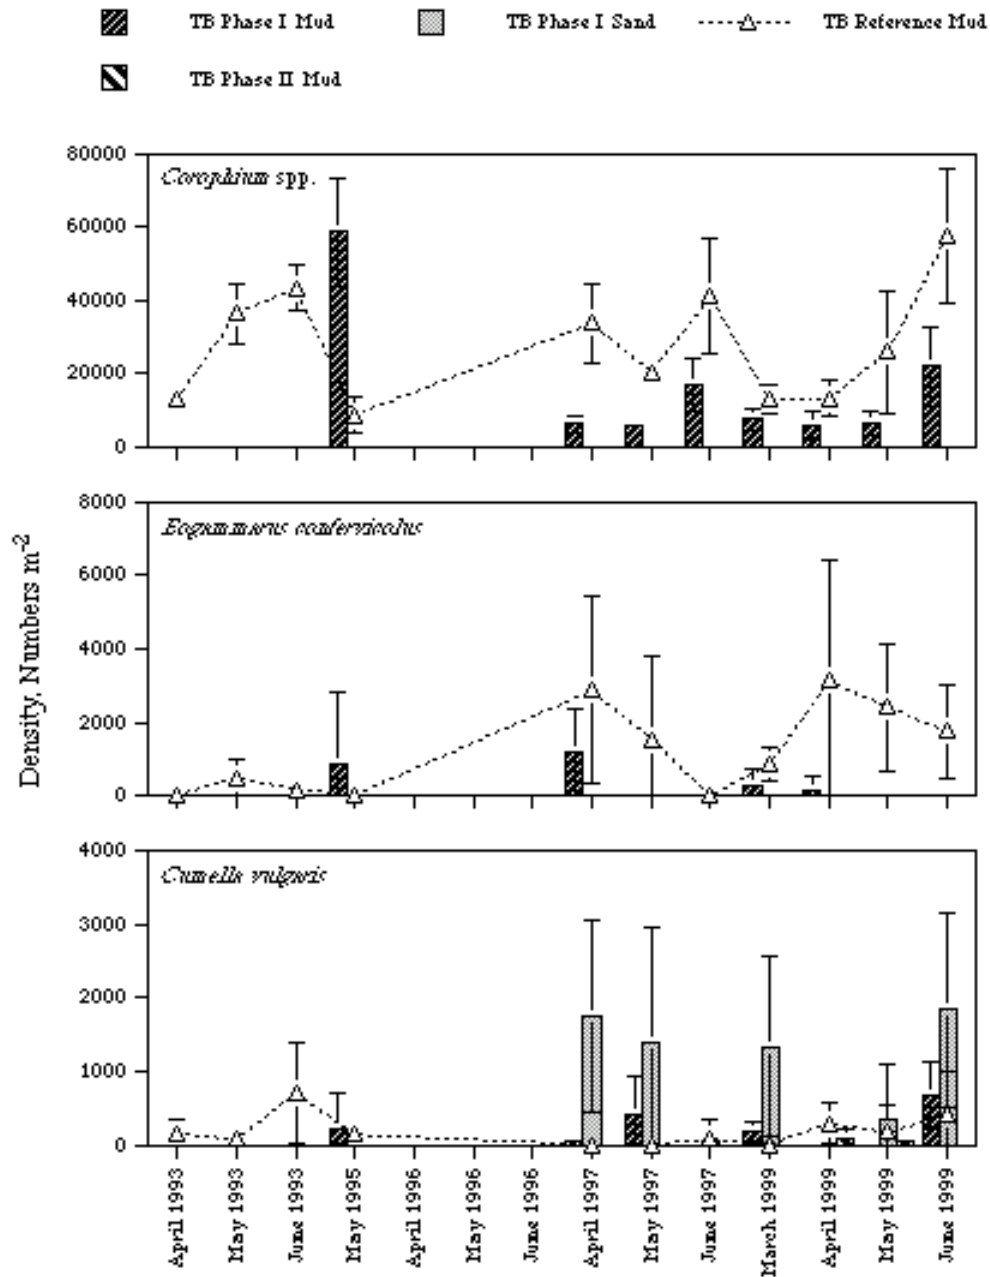 TB Phase I Mud
TB Phase I Sand
TB Reference Mud
TB Phase II Mud
Density, Numbers m-2
80000
60000
40000
20000
0
Corophium spp.
8000
6000
4000
2000
0
Eogammarus confervicolus
4000
3000
2000
1000
0
Cumella vulgaris
April 1993
May 1993
June 1993
May 1995
April 1996
May 1996
June 1996
April 1997
May 1997
June 1997
March 1999
April 1999
May 1999
June 1999